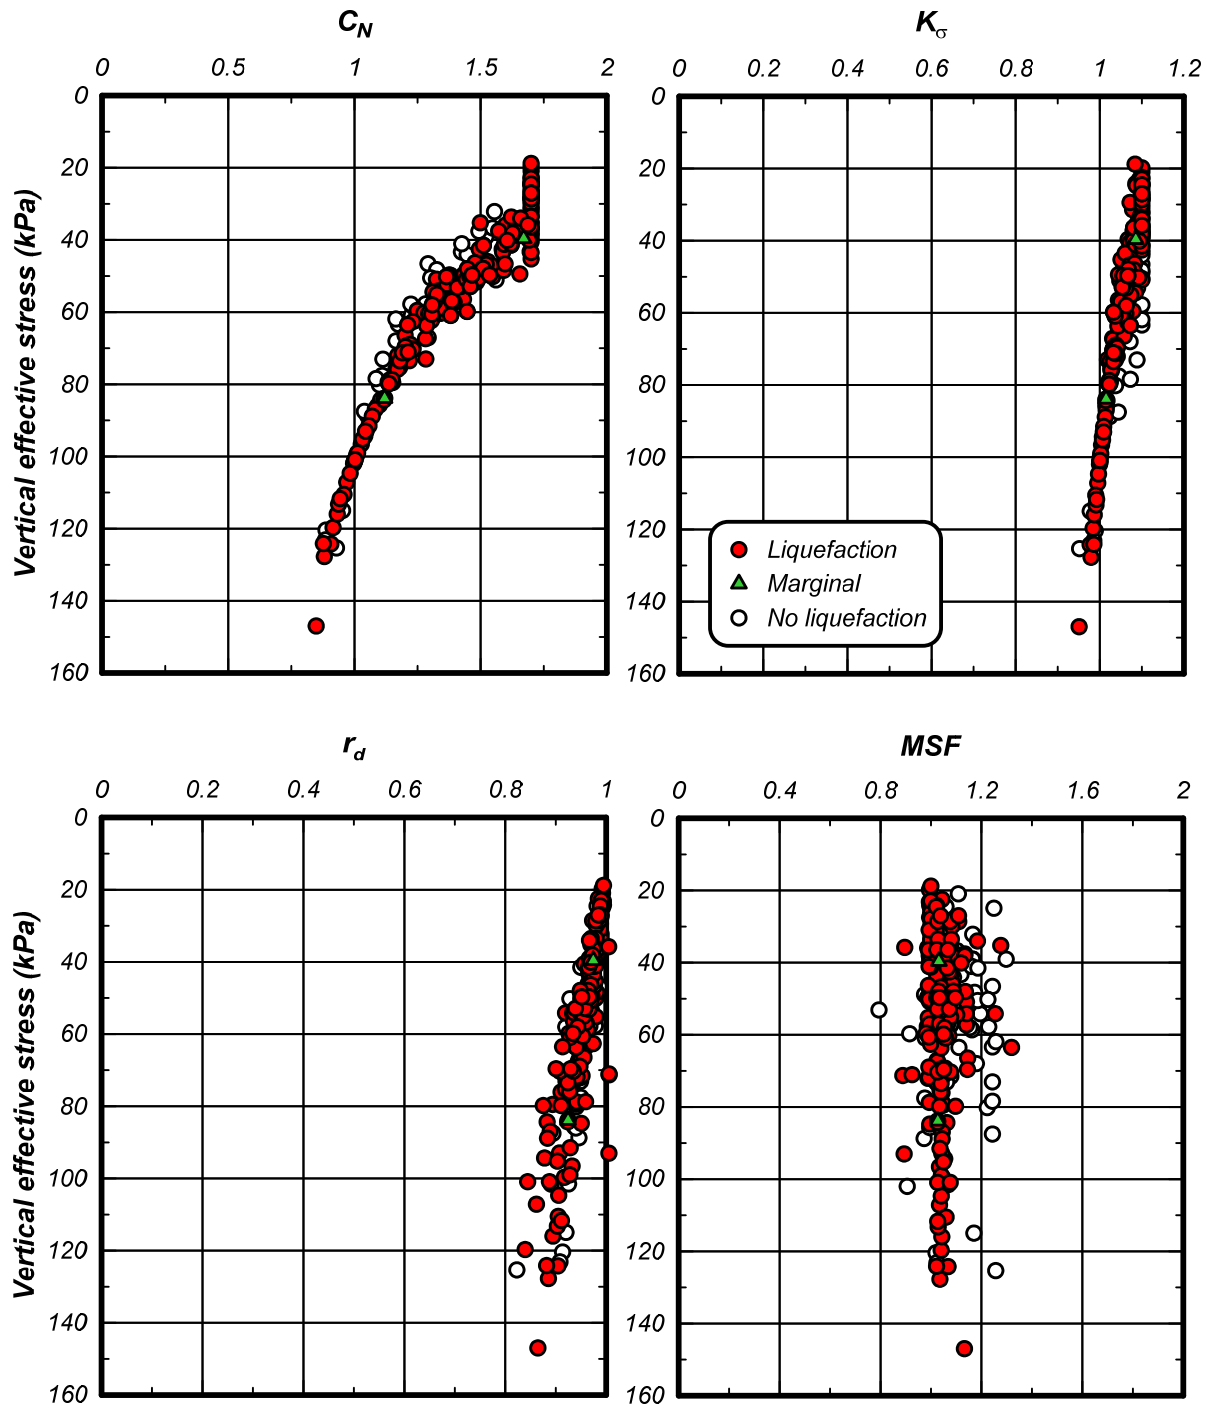 C_N
0 0.5 1 1.5 2
0
20
40
60
80
100
120
140
160
Vertical effective stress (kPa)
K_σ
0 0.2 0.4 0.6 0.8 1 1.2
0
20
40
60
80
100
120
140
160
Liquefaction
Marginal
No liquefaction
r_d
0 0.2 0.4 0.6 0.8 1
0
20
40
60
80
100
120
140
160
Vertical effective stress (kPa)
MSF
0 0.4 0.8 1.2 1.6 2
0
20
40
60
80
100
120
140
160